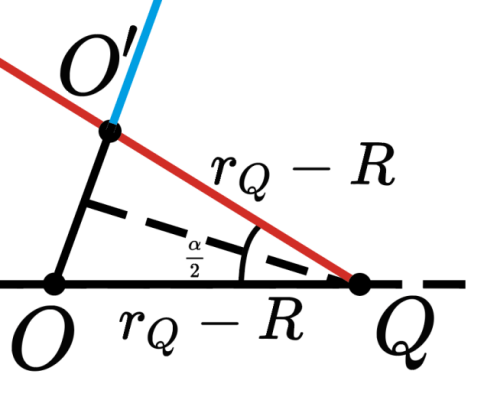 O′
r_Q − R
α/2
r_Q − R
O
Q